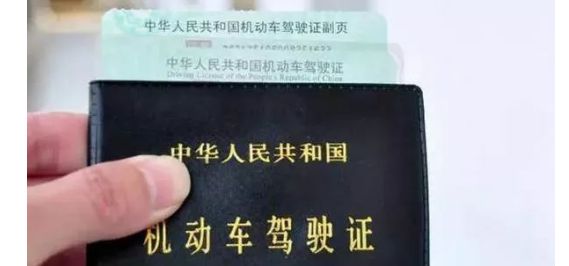 中华人民共和国机动车驾驶证副页
中华人民共和国机动车驾驶证
Driving License of the People's Republic of China
中华人民共和国
机动车驾驶证